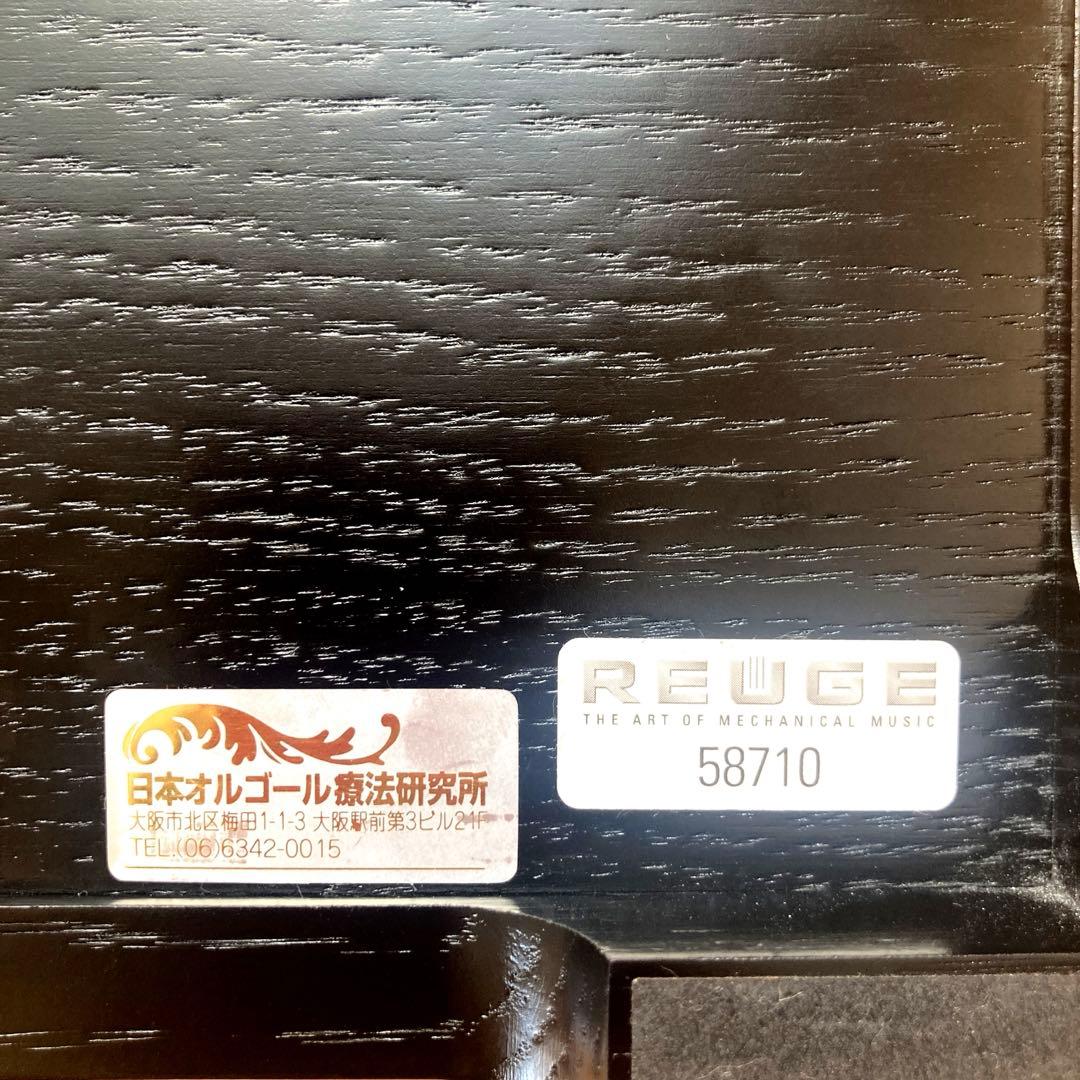 REUGE
THE ART OF MECHANICAL MUSIC
58710
日本オルゴール療法研究所
大阪市北区梅田1-1-3 大阪駅前第3ビル21F
TEL.(06)6342-0015